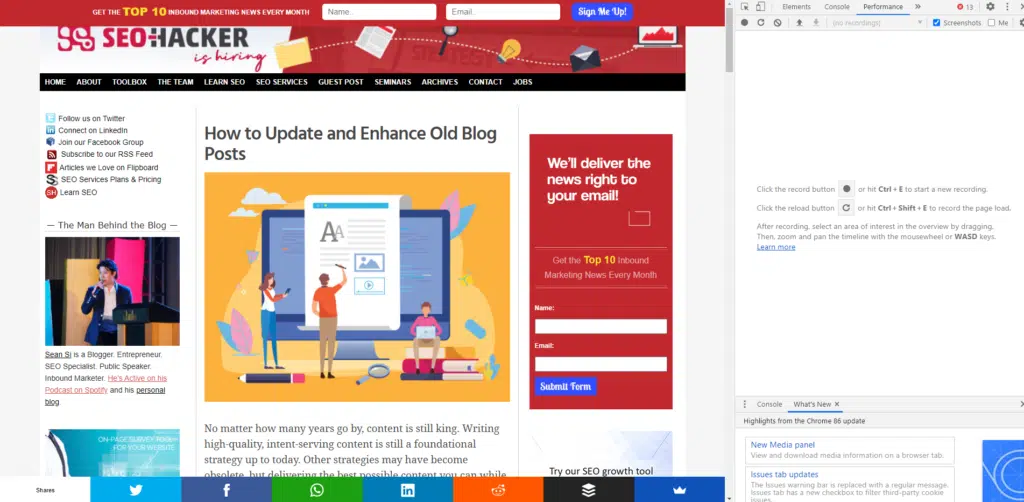 GET THE TOP 10 INBOUND MARKETING NEWS EVERY MONTH
Name..
Email..
Sign Me Up!
SEO HACKER
is hiring
HOME ABOUT TOOLBOX THE TEAM LEARN SEO SEO SERVICES GUEST POST SEMINARS ARCHIVES CONTACT JOBS
Follow us on Twitter
Connect on LinkedIn
Join our Facebook Group
Subscribe to our RSS Feed
Articles we Love on Flipboard
SEO Services Plans & Pricing
SH Learn SEO
— The Man Behind the Blog —
Sean Si is a Blogger. Entrepreneur.
SEO Specialist. Public Speaker.
Inbound Marketer. He's Active on his
Podcast on Spotify and his personal
blog.
ON-PAGE
FOR YOUR WEBSITE.
How to Update and Enhance Old Blog
Posts
AA
No matter how many years go by, content is still king. Writing
high-quality, intent-serving content is still a foundational
strategy up to today. Other strategies may have become
obsolete, but delivering the best possible content you can while
We'll deliver the
news right to
your email!
Get the Top 10 Inbound
Marketing News Every Month
Name:
Email:
Submit Form
Try our SEO growth tool
Shares
Elements Console Performance » 13
(no recordings) Screenshots Me
Click the record button or hit Ctrl + E to start a new recording.
Click the reload button or hit Ctrl + Shift + E to record the page load.
After recording, select an area of interest in the overview by dragging.
Then, zoom and pan the timeline with the mousewheel or WASD keys.
Learn more
Console What's New ×
Highlights from the Chrome 86 update
New Media panel
View and download media information on a browser tab.
Issues tab updates
The Issues warning bar is replaced with a regular message.
Issues tab has a new checkbox to filter third-party cookie
issues.